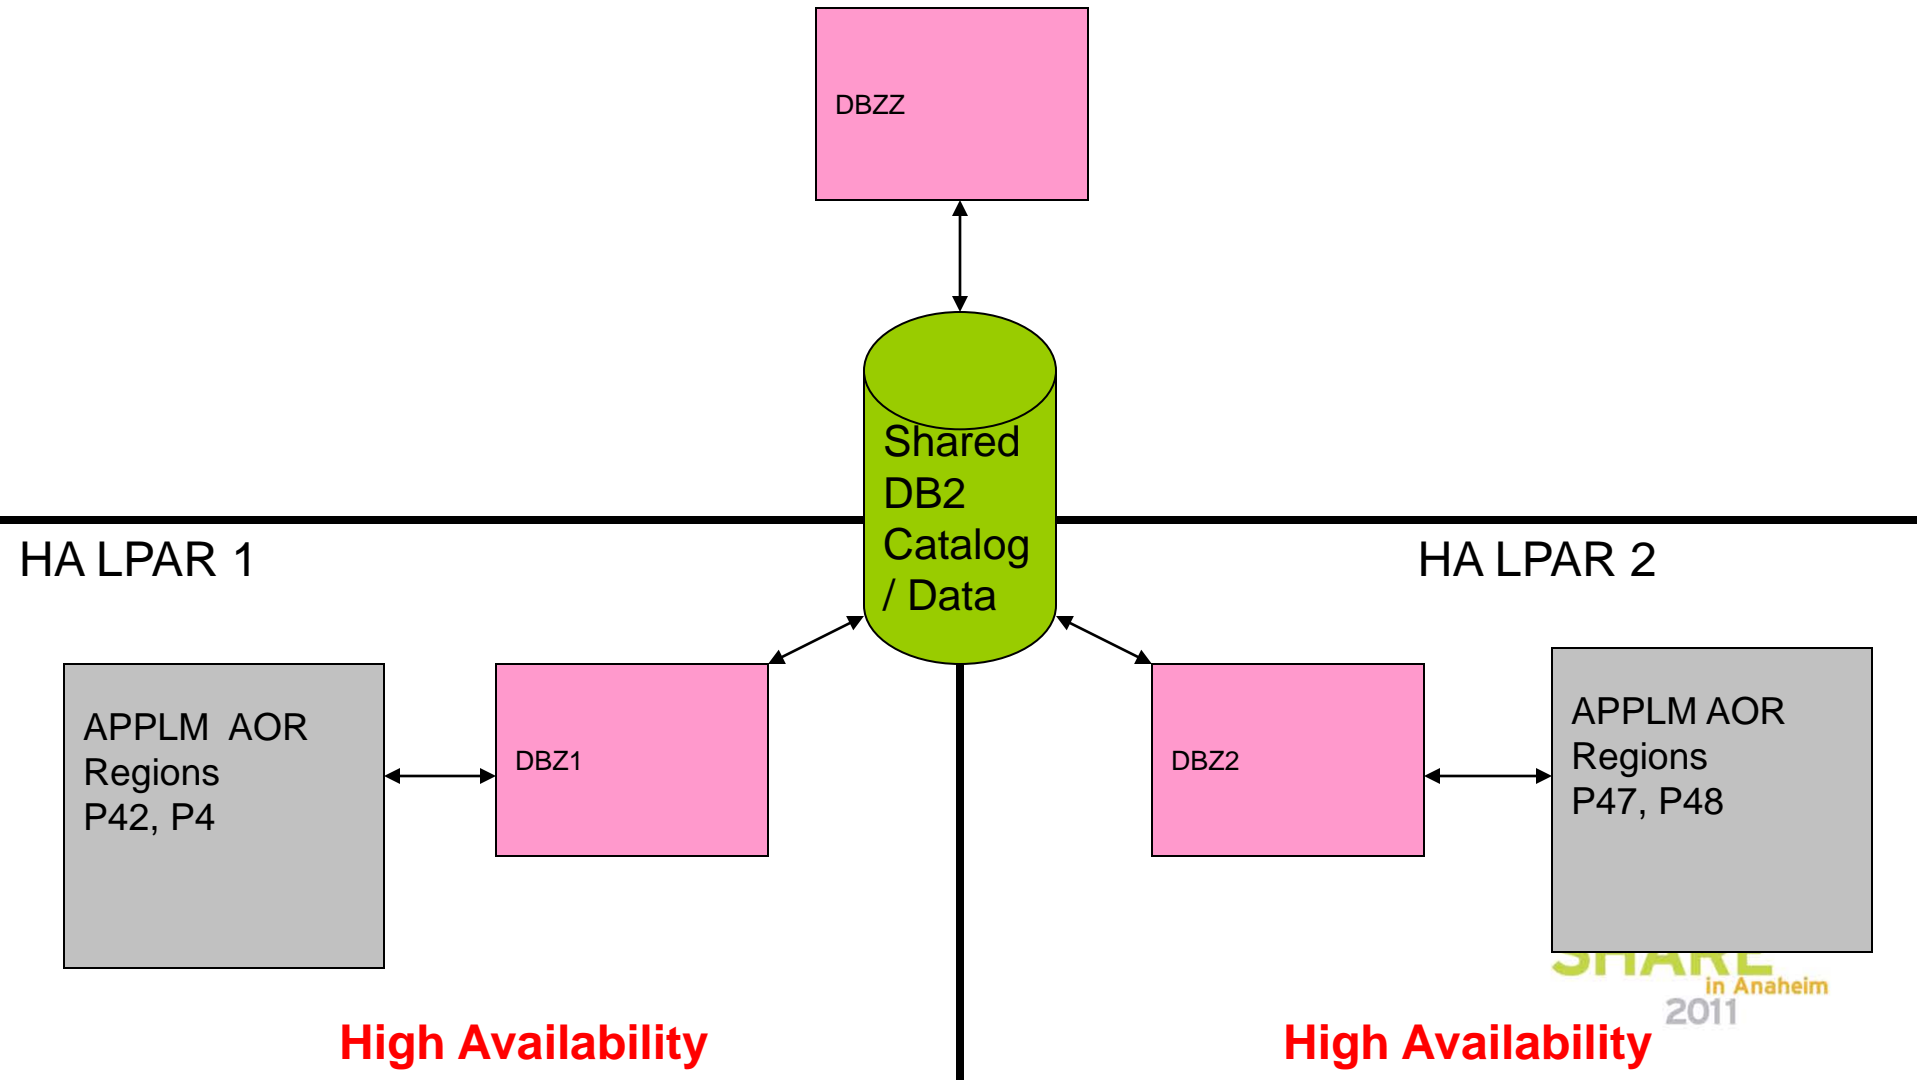 DBZZ
Shared
DB2
Catalog
/ Data
HA LPAR 1
HA LPAR 2
APPLM AOR
Regions
P42, P4
DBZ1
DBZ2
APPLM AOR
Regions
P47, P48
SHARE
in Anaheim
2011
High Availability
High Availability